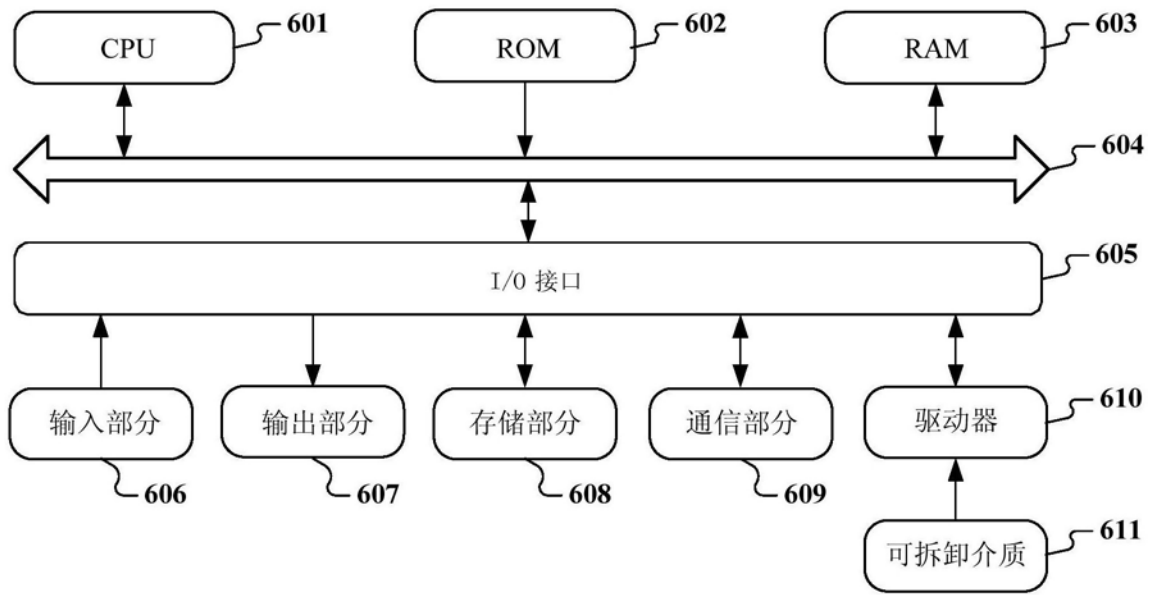 CPU
601
ROM
602
RAM
603
604
I/O 接口
605
输入部分
606
输出部分
607
存储部分
608
通信部分
609
驱动器
610
可拆卸介质
611